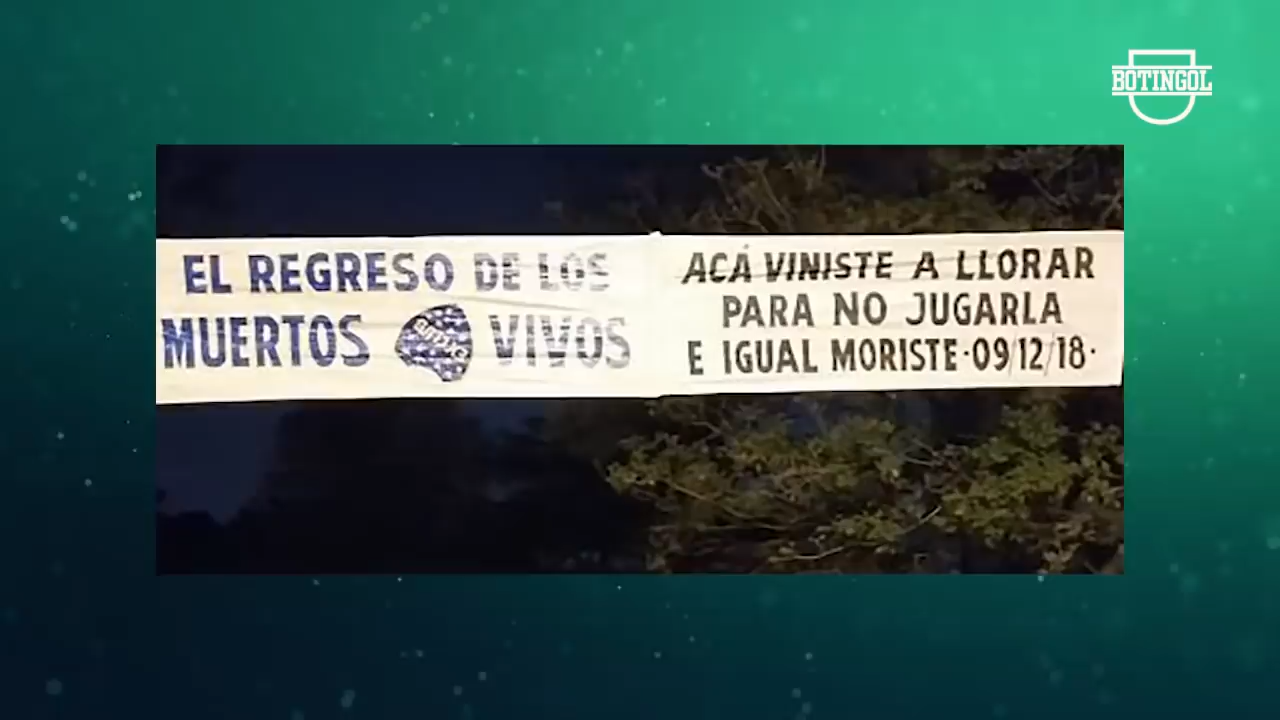 BOTINGOL
EL REGRESO DE LOS
MUERTOS VIVOS
ACÁ VINISTE A LLORAR
PARA NO JUGARLA
E IGUAL MORISTE·09/12/18·